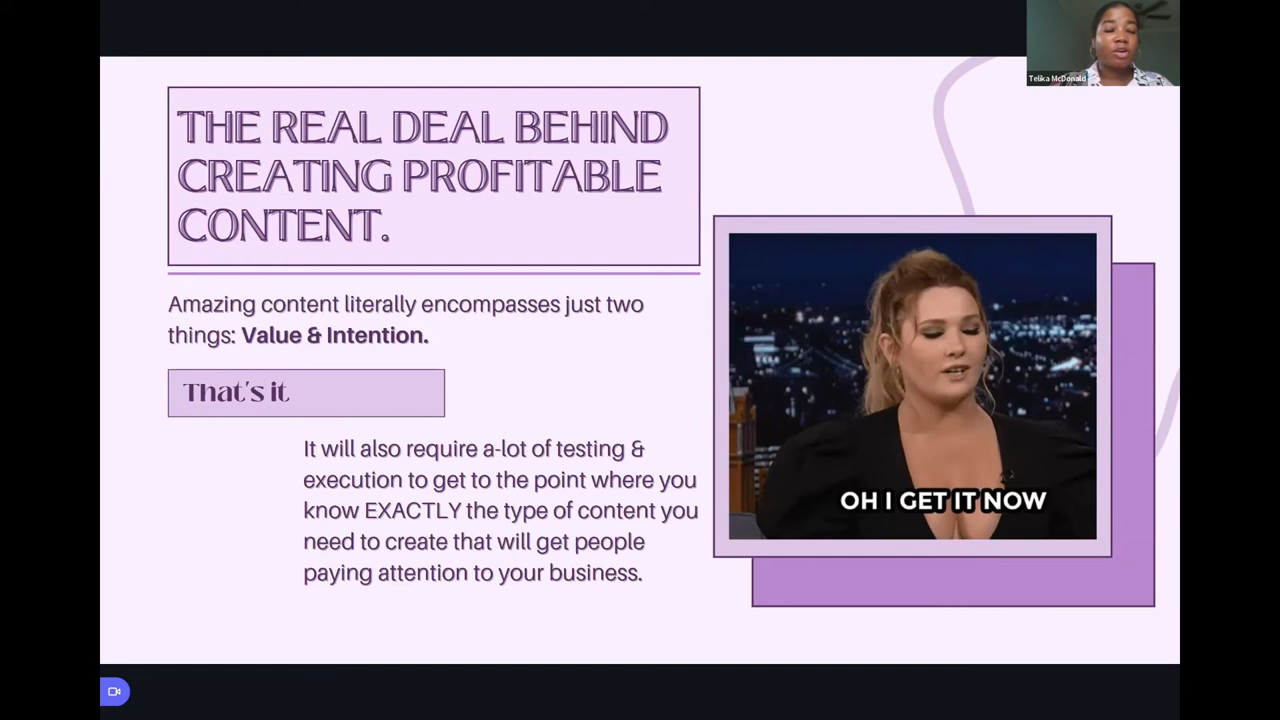 Telika McDonald
THE REAL DEAL BEHIND
CREATING PROFITABLE
CONTENT.
Amazing content literally encompasses just two
things: Value & Intention.
That's it
It will also require a-lot of testing &
execution to get to the point where you
know EXACTLY the type of content you
need to create that will get people
paying attention to your business.
OH I GET IT NOW